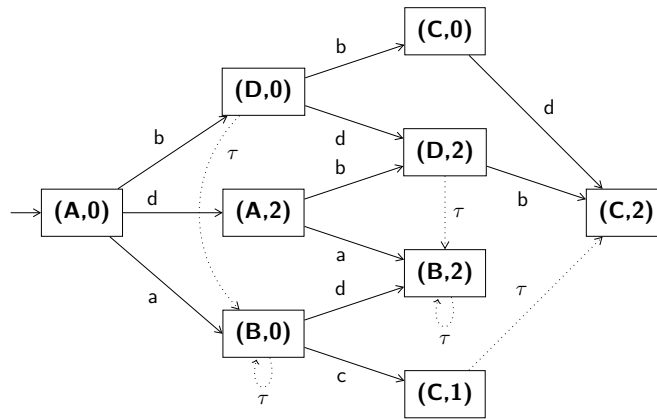 (C,0)
b
(D,0)
d
b
d
(D,2)
b
τ
b
(A,0)
d
(A,2)
τ
b
(C,2)
a
(B,2)
a
d
τ
(B,0)
τ
c
(C,1)
τ